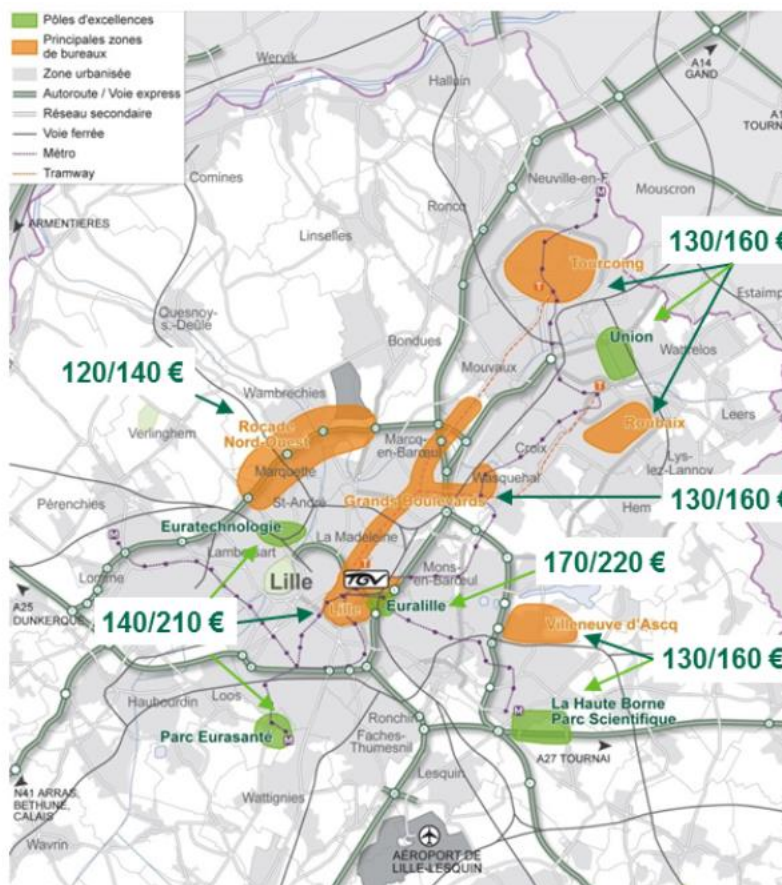 Pôles d'excellences
Principales zones
de bureaux
Zone urbanisée
Autoroute / Voie express
Réseau secondaire
Voie ferrée
Métro
Tramway
Wervik
Halluin
A14
GAND
TOURN
Neuville-en-F
M
Mouscron
Comines
Roncq
ARMENTIERES
Linselles
130/160 €
Tourcoing
T
Estaimp
Quesnoy-
s.-Deûle
Bondues
Union
Wattrelos
Mouvaux
120/140 €
Wambrechies
T
Leers
Rocade
Nord-Ouest
Roubaix
Verlinghem
Marcq-
en-Barœul
Croix
Lys-
lez-Lannoy
Marquette
Wasquehal
Pérenchies
St-André
Grands Boulevards
130/160 €
Hem
Euratechnologie
M
La Madeleine
Lambersart
Lomme
Lille
T
TGV
Mons-
en-Barœul
170/220 €
A25
DUNKERQUE
Lille
Euralille
140/210 €
Villeneuve d'Ascq
130/160 €
Haubourdin
Loos
La Haute Borne
Parc Scientifique
M
Parc Eurasanté
M
Ronchin
Faches-
Thumesnil
A27 TOURNAI
Lesquin
N41 ARRAS,
BETHUNE,
CALAIS
Wattignies
Wavrin
AÉROPORT DE
LILLE-LESQUIN